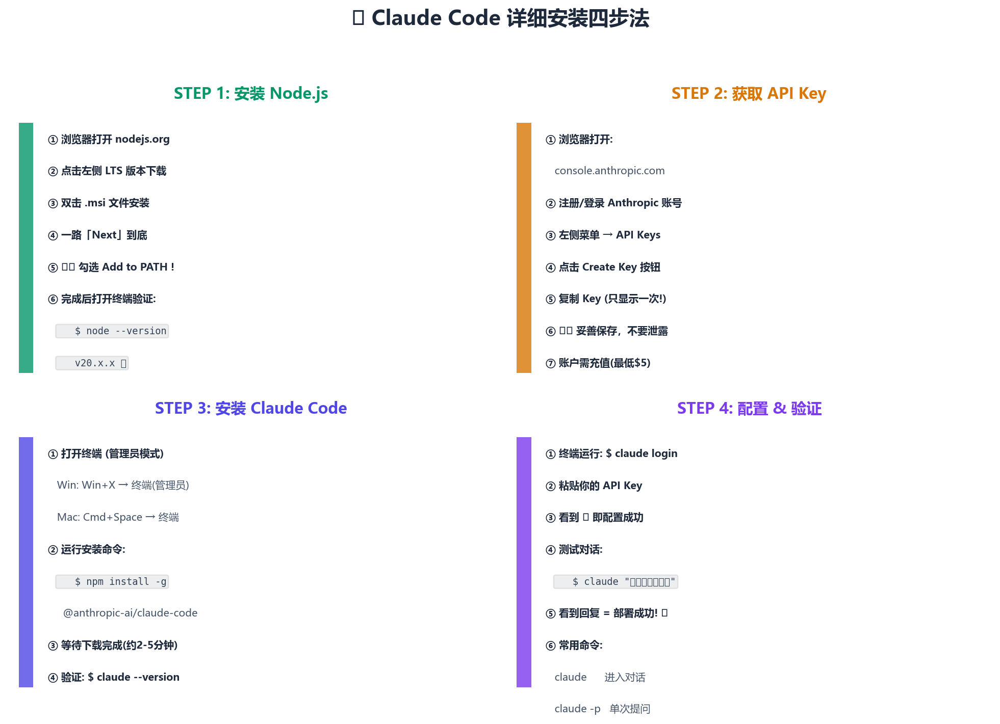 Claude Code 详细安装四步法
STEP 1: 安装 Node.js
① 浏览器打开 nodejs.org
② 点击左侧 LTS 版本下载
③ 双击 .msi 文件安装
④ 一路「Next」到底
⑤ 勾选 Add to PATH !
⑥ 完成后打开终端验证:
$ node --version
v20.x.x
STEP 2: 获取 API Key
① 浏览器打开:
console.anthropic.com
② 注册/登录 Anthropic 账号
③ 左侧菜单 → API Keys
④ 点击 Create Key 按钮
⑤ 复制 Key (只显示一次!)
⑥ 妥善保存，不要泄露
⑦ 账户需充值(最低$5)
STEP 3: 安装 Claude Code
① 打开终端 (管理员模式)
Win: Win+X → 终端(管理员)
Mac: Cmd+Space → 终端
② 运行安装命令:
$ npm install -g
@anthropic-ai/claude-code
③ 等待下载完成(约2-5分钟)
④ 验证: $ claude --version
STEP 4: 配置 & 验证
① 终端运行: $ claude login
② 粘贴你的 API Key
③ 看到 即配置成功
④ 测试对话:
$ claude ""
⑤ 看到回复 = 部署成功!
⑥ 常用命令:
claude 进入对话
claude -p 单次提问